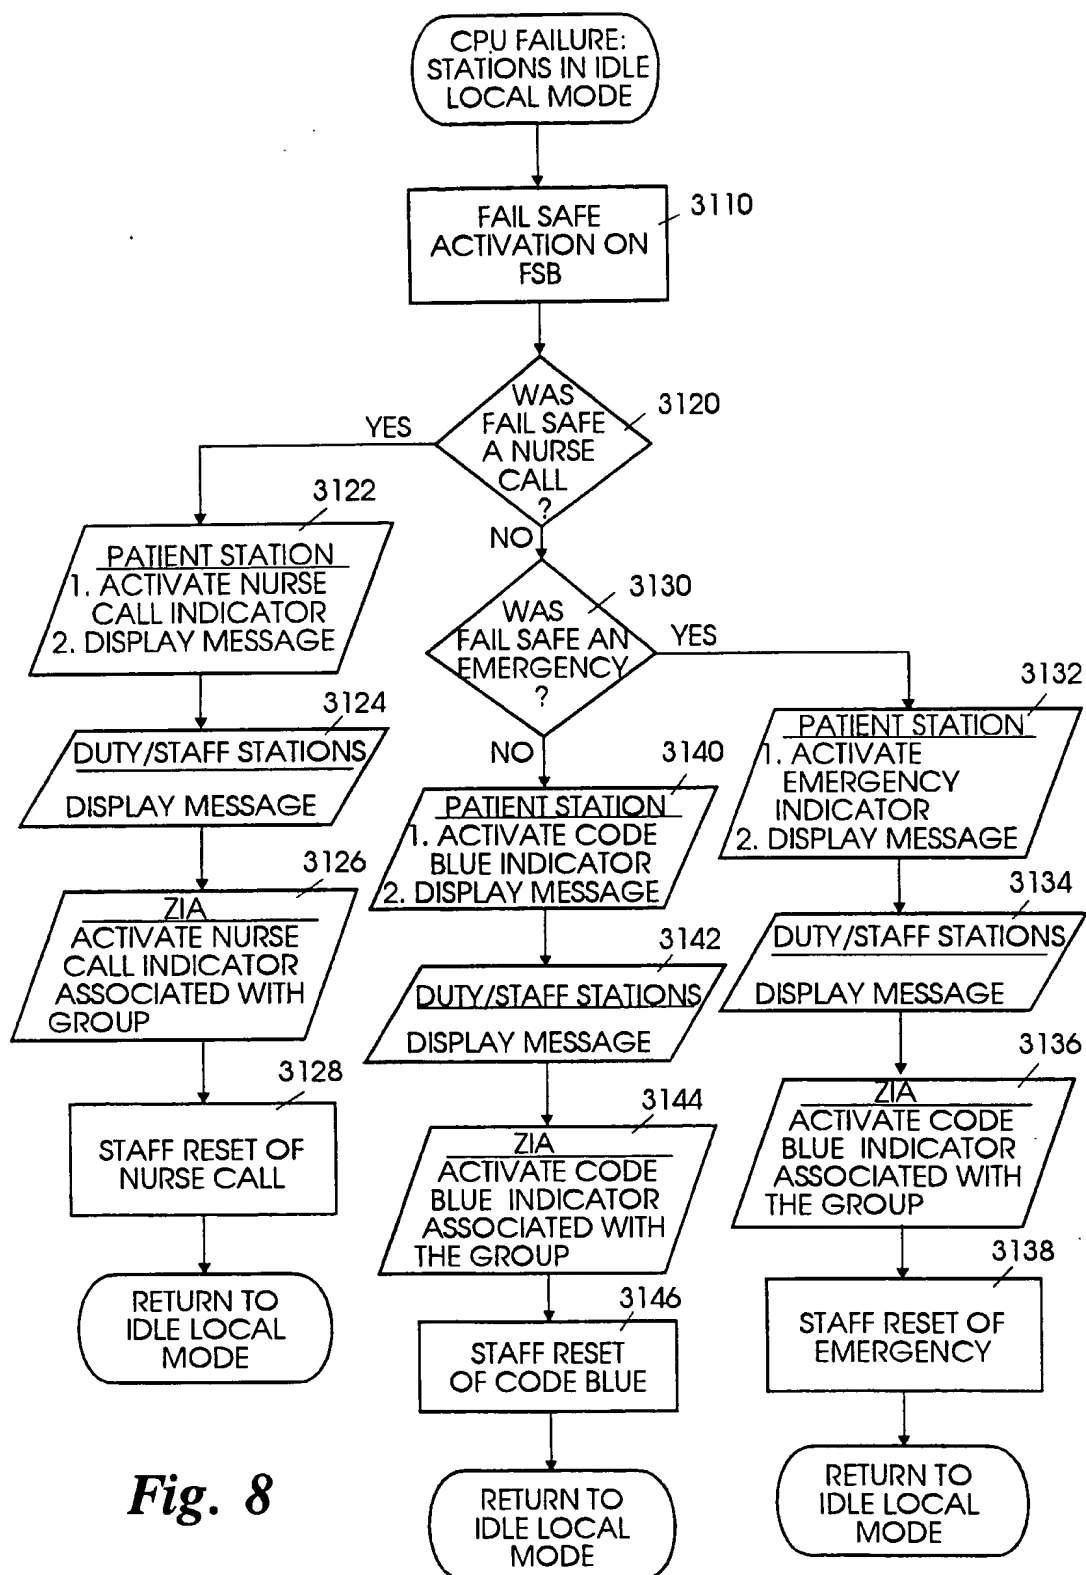 CPU FAILURE:
STATIONS IN IDLE
LOCAL MODE
FAIL SAFE
ACTIVATION ON
FSB
3110
WAS
FAIL SAFE
A NURSE
CALL
?
3120
YES
NO
3122
PATIENT STATION
1. ACTIVATE NURSE
CALL INDICATOR
2. DISPLAY MESSAGE
3124
DUTY/STAFF STATIONS
DISPLAY MESSAGE
3126
ZIA
ACTIVATE NURSE
CALL INDICATOR
ASSOCIATED WITH
GROUP
3128
STAFF RESET OF
NURSE CALL
RETURN TO
IDLE LOCAL
MODE
3130
WAS
FAIL SAFE AN
EMERGENCY
?
YES
NO
3140
PATIENT STATION
1. ACTIVATE CODE
BLUE INDICATOR
2. DISPLAY MESSAGE
3142
DUTY/STAFF STATIONS
DISPLAY MESSAGE
3144
ZIA
ACTIVATE CODE
BLUE INDICATOR
ASSOCIATED WITH
THE GROUP
3146
STAFF RESET
OF CODE BLUE
RETURN TO
IDLE LOCAL
MODE
3132
PATIENT STATION
1. ACTIVATE
EMERGENCY
INDICATOR
2. DISPLAY MESSAGE
3134
DUTY/STAFF STATIONS
DISPLAY MESSAGE
3136
ZIA
ACTIVATE CODE
BLUE INDICATOR
ASSOCIATED WITH
THE GROUP
3138
STAFF RESET OF
EMERGENCY
RETURN TO
IDLE LOCAL
MODE
Fig. 8